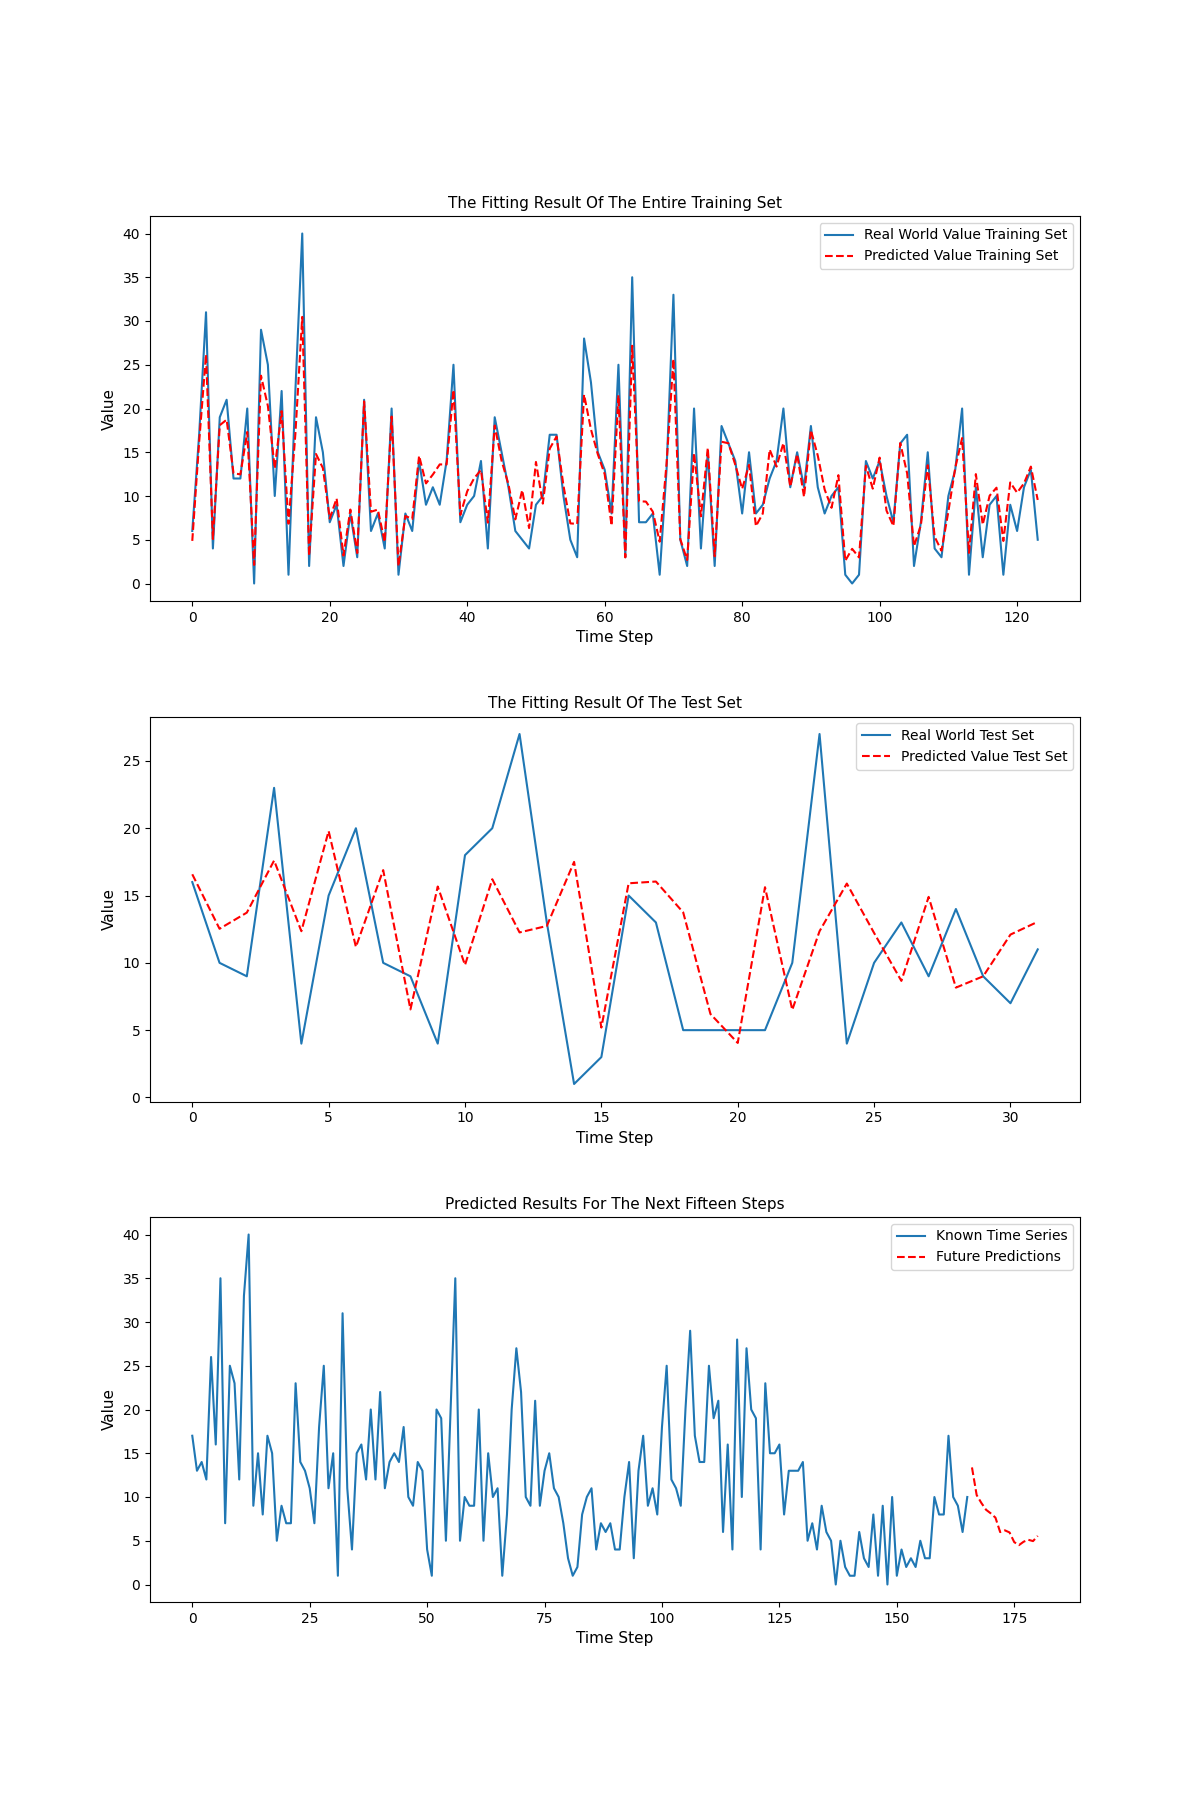 The Fitting Result Of The Entire Training Set
Real World Value Training Set
Predicted Value Training Set
40
35
30
25
20
15
10
5
0
Value
0 20 40 60 80 100 120
Time Step
The Fitting Result Of The Test Set
Real World Test Set
Predicted Value Test Set
25
20
15
10
5
0
Value
0 5 10 15 20 25 30
Time Step
Predicted Results For The Next Fifteen Steps
Known Time Series
Future Predictions
40
35
30
25
20
15
10
5
0
Value
0 25 50 75 100 125 150 175
Time Step